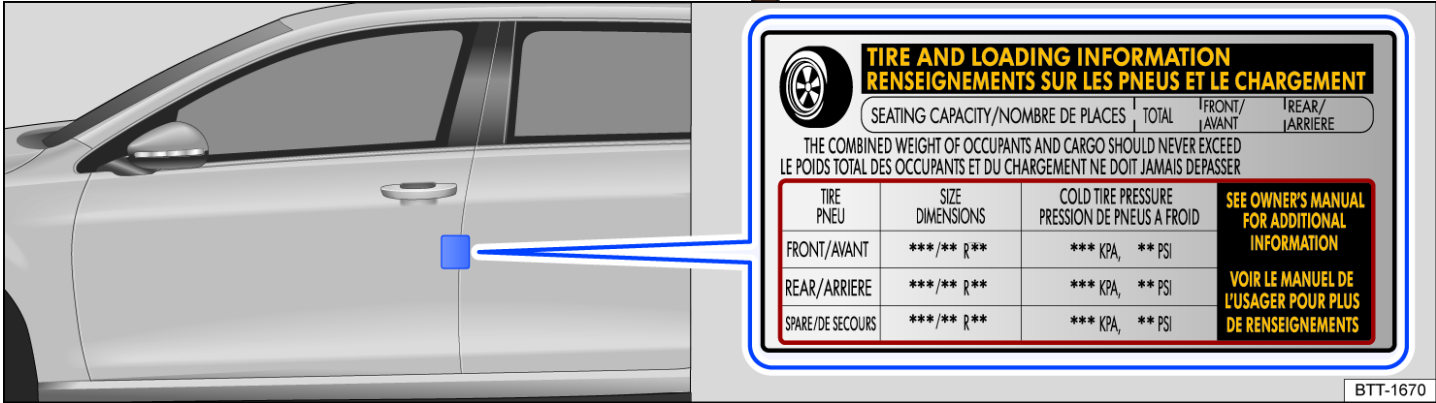 TIRE AND LOADING INFORMATION
RENSEIGNEMENTS SUR LES PNEUS ET LE CHARGEMENT
SEATING CAPACITY/NOMBRE DE PLACES TOTAL FRONT/ REAR/
AVANT ARRIERE
THE COMBINED WEIGHT OF OCCUPANTS AND CARGO SHOULD NEVER EXCEED
LE POIDS TOTAL DES OCCUPANTS ET DU CHARGEMENT NE DOIT JAMAIS DEPASSER
TIRE SIZE COLD TIRE PRESSURE
PNEU DIMENSIONS PRESSION DE PNEUS A FROID
FRONT/AVANT ***/** R** *** KPA, ** PSI
REAR/ARRIERE ***/** R** *** KPA, ** PSI
SPARE/DE SECOURS ***/** R** *** KPA, ** PSI
SEE OWNER'S MANUAL
FOR ADDITIONAL
INFORMATION
VOIR LE MANUEL DE
L'USAGER POUR PLUS
DE RENSEIGNEMENTS
BTT-1670